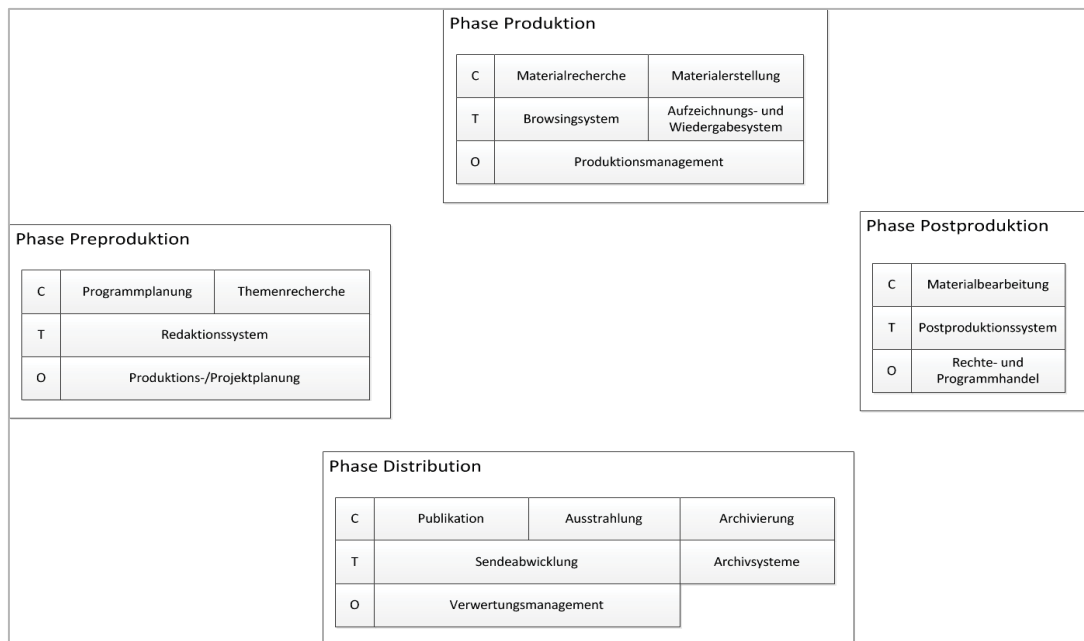 Phase Produktion
C Materialrecherche Materialerstellung
T Browsingsystem Aufzeichnungs- und
Wiedergabesystem
O Produktionsmanagement
Phase Preproduktion
C Programmplanung Themenrecherche
T Redaktionssystem
O Produktions-/Projektplanung
Phase Postproduktion
C Materialbearbeitung
T Postproduktionssystem
O Rechte- und
Programmhandel
Phase Distribution
C Publikation Ausstrahlung Archivierung
T Sendeabwicklung Archivsysteme
O Verwertungsmanagement